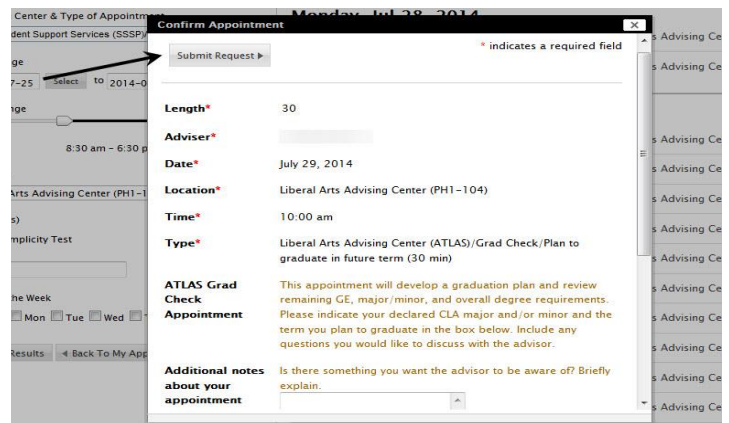 Center & Type of Appointment
Monday, Jul 28, 2014
dent Support Services (SSSP)/
7-25 Select to 2014-0
8:30 am - 6:30 p
Arts Advising Center (PH1-1
s)
mplicity Test
he Week
Mon Tue Wed
Results Back To My App
Confirm Appointment
Submit Request
* indicates a required field
Length* 30
Adviser*
Date* July 29, 2014
Location* Liberal Arts Advising Center (PH1-104)
Time* 10:00 am
Type* Liberal Arts Advising Center (ATLAS)/Grad Check/Plan to
graduate in future term (30 min)
ATLAS Grad
Check
Appointment
This appointment will develop a graduation plan and review
remaining GE, major/minor, and overall degree requirements.
Please indicate your declared CLA major and/or minor and the
term you plan to graduate in the box below. Include any
questions you would like to discuss with the advisor.
Additional notes
about your
appointment
Is there something you want the advisor to be aware of? Briefly
explain.
s Advising Ce
s Advising Ce
s Advising Ce
s Advising Ce
s Advising Ce
s Advising Ce
s Advising Ce
s Advising Ce
s Advising Ce
s Advising Ce
s Advising Ce
s Advising Ce